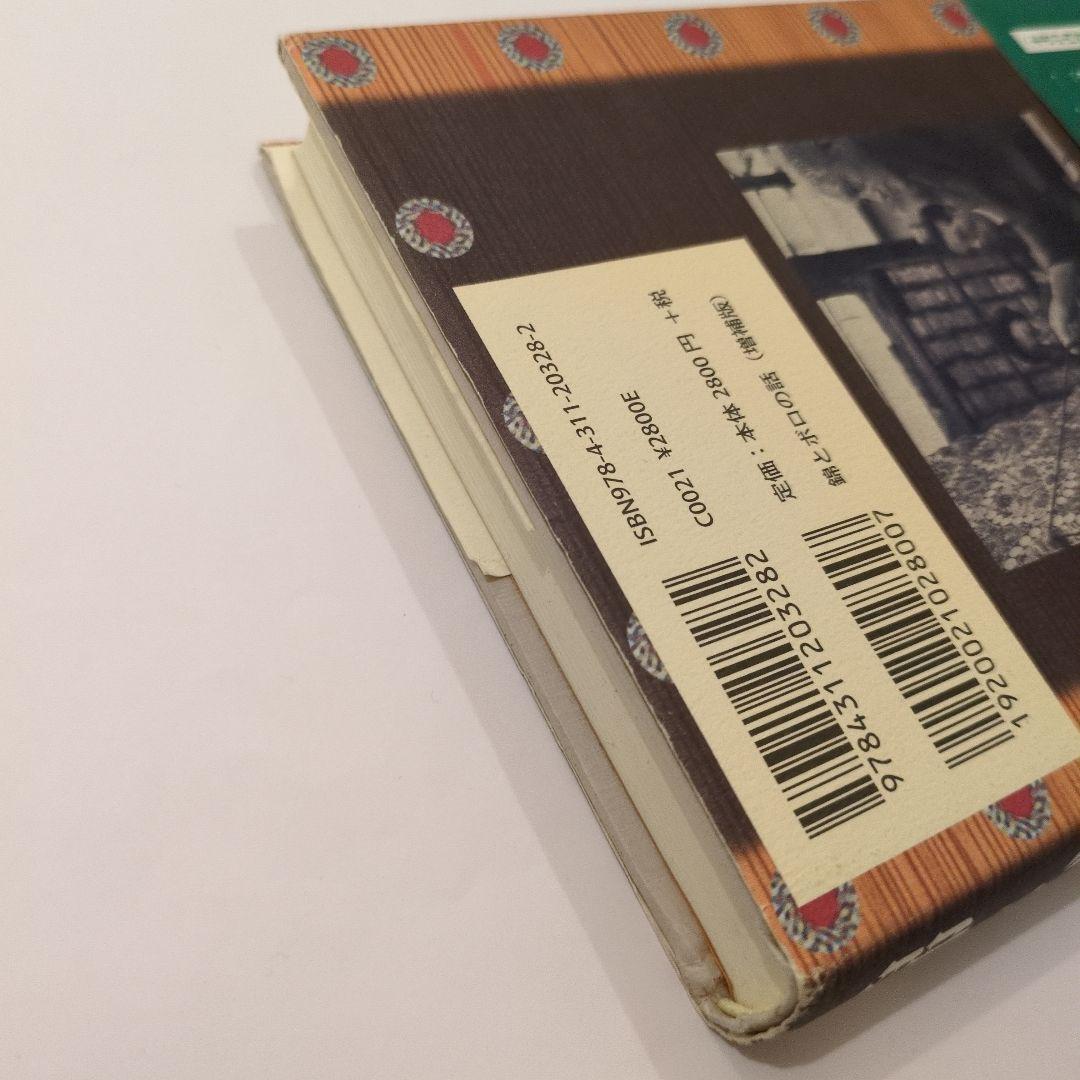 ISBN978-4-311-20328-2
C0021 ¥2800E
定価：本体 2800 円 ＋税
錦とボロの話（増補版）
9784311203282
1920021028007